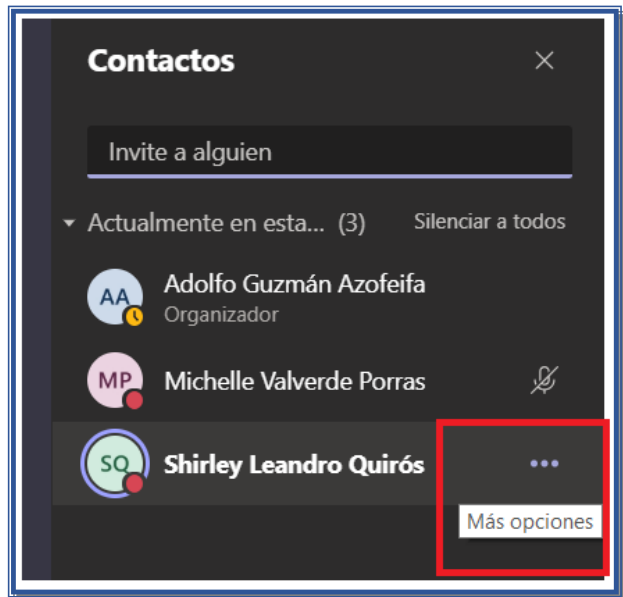 Contactos
Invite a alguien
Actualmente en esta... (3) Silenciar a todos
AA Adolfo Guzmán Azofeifa
Organizador
MP Michelle Valverde Porras
SQ Shirley Leandro Quirós
Más opciones